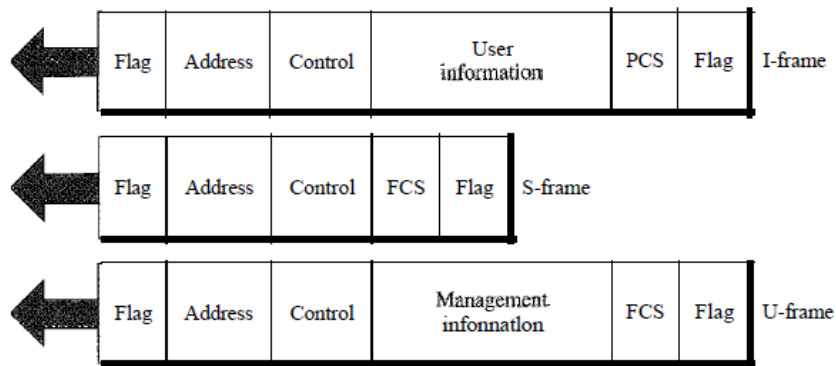 Flag Address Control User information PCS Flag I-frame
Flag Address Control FCS Flag S-frame
Flag Address Control Management infonnatlon FCS Flag U-frame